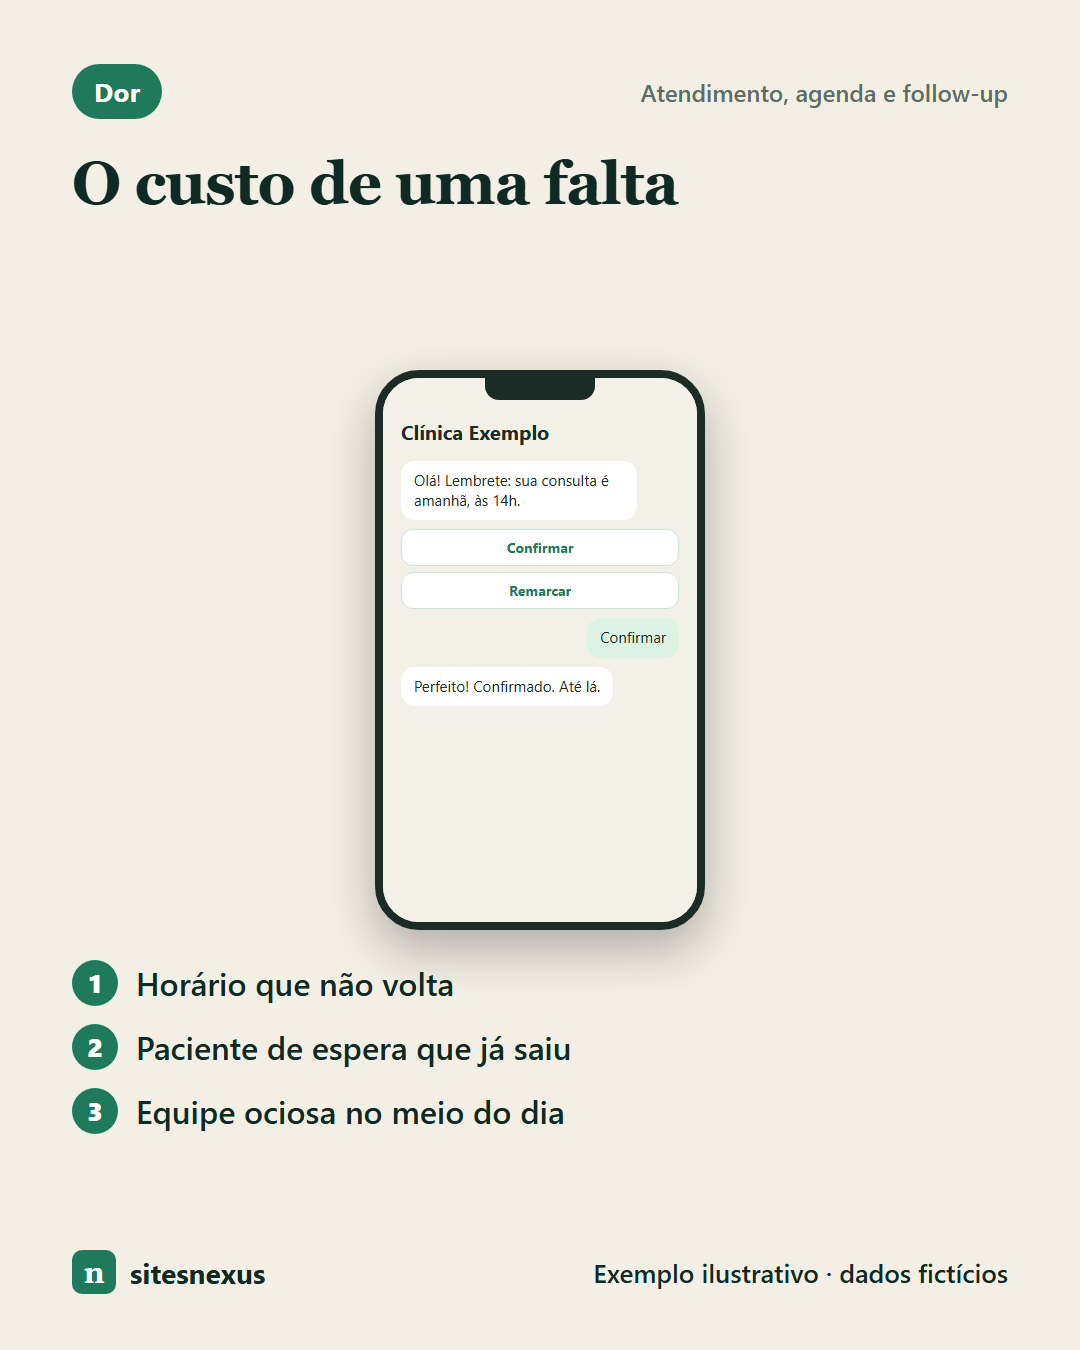 Dor
Atendimento, agenda e follow-up
O custo de uma falta
Clínica Exemplo
Olá! Lembrete: sua consulta é
amanhã, às 14h.
Confirmar
Remarcar
Confirmar
Perfeito! Confirmado. Até lá.
1 Horário que não volta
2 Paciente de espera que já saiu
3 Equipe ociosa no meio do dia
n sitesnexus
Exemplo ilustrativo · dados fictícios